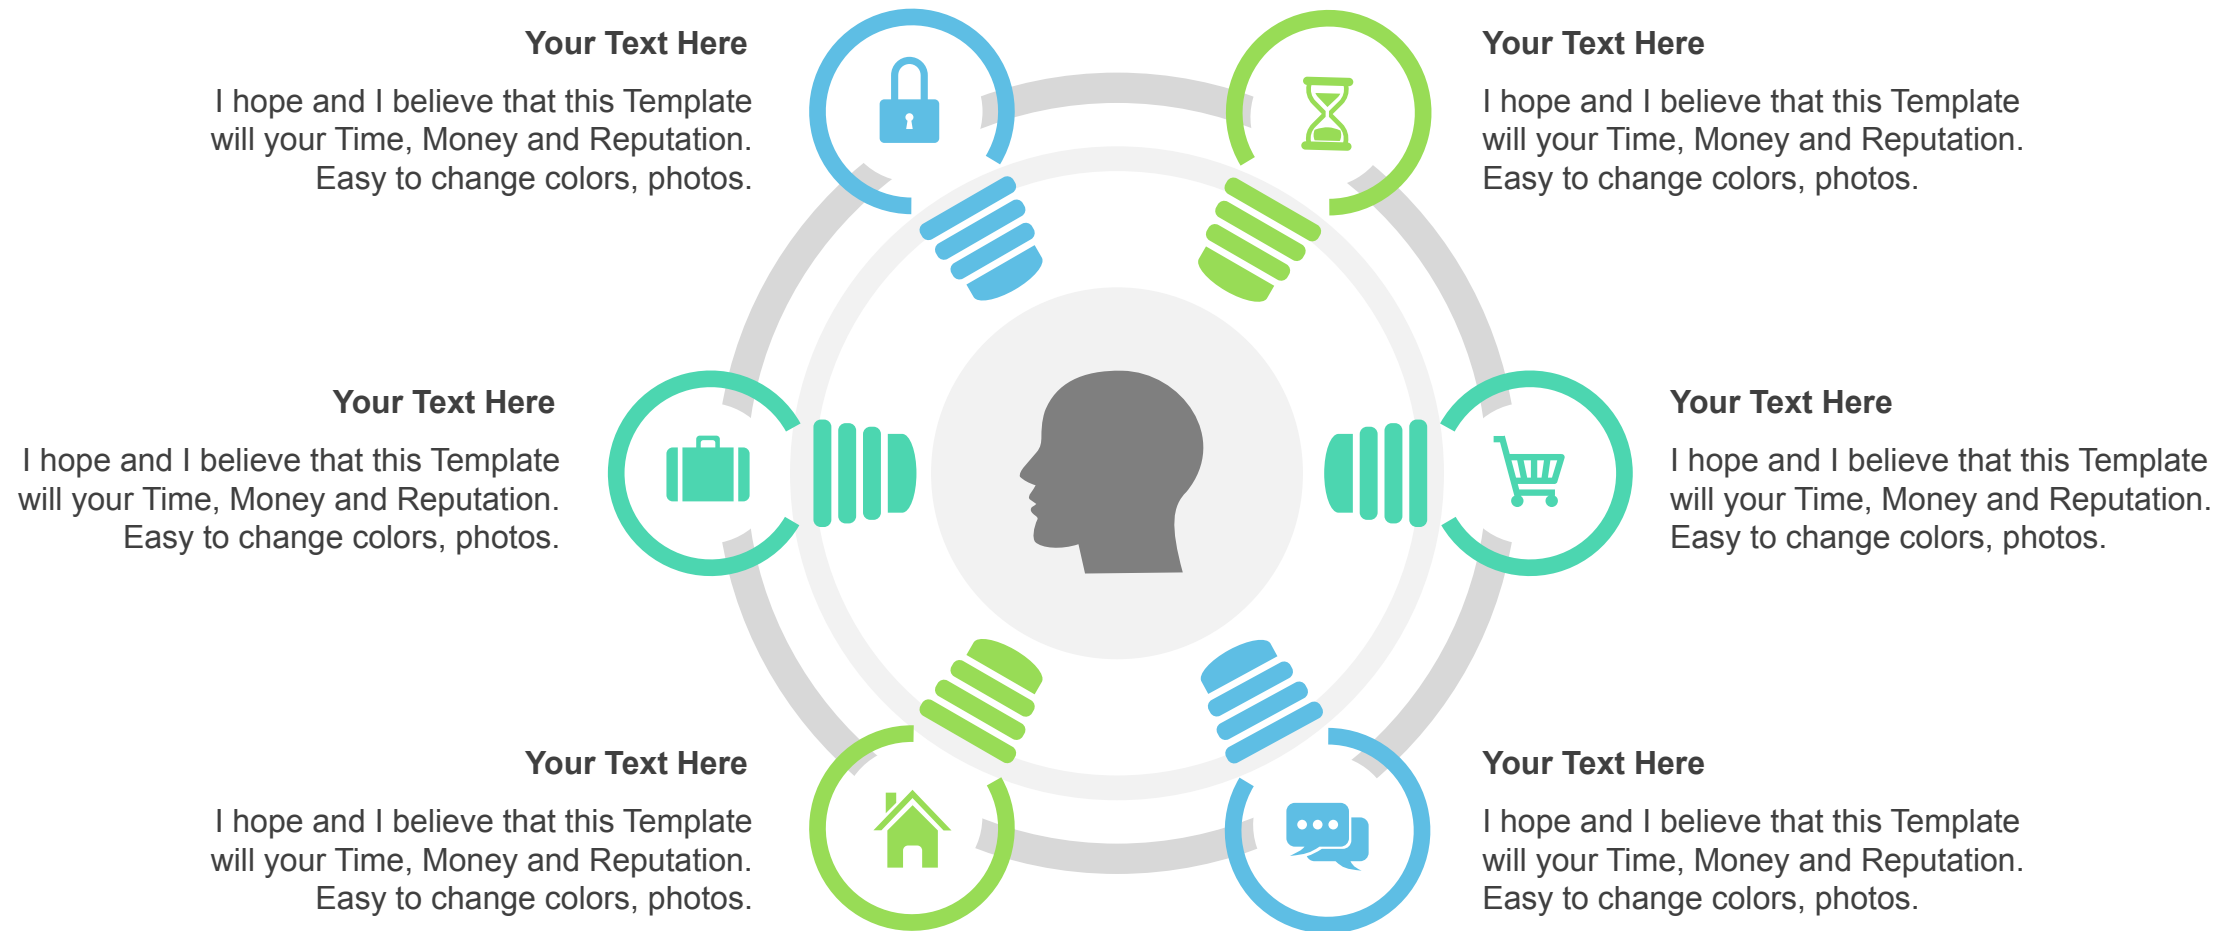 Your Text Here
I hope and I believe that this Template
will your Time, Money and Reputation.
Easy to change colors, photos.
Your Text Here
I hope and I believe that this Template
will your Time, Money and Reputation.
Easy to change colors, photos.
Your Text Here
I hope and I believe that this Template
will your Time, Money and Reputation.
Easy to change colors, photos.
Your Text Here
I hope and I believe that this Template
will your Time, Money and Reputation.
Easy to change colors, photos.
Your Text Here
I hope and I believe that this Template
will your Time, Money and Reputation.
Easy to change colors, photos.
Your Text Here
I hope and I believe that this Template
will your Time, Money and Reputation.
Easy to change colors, photos.